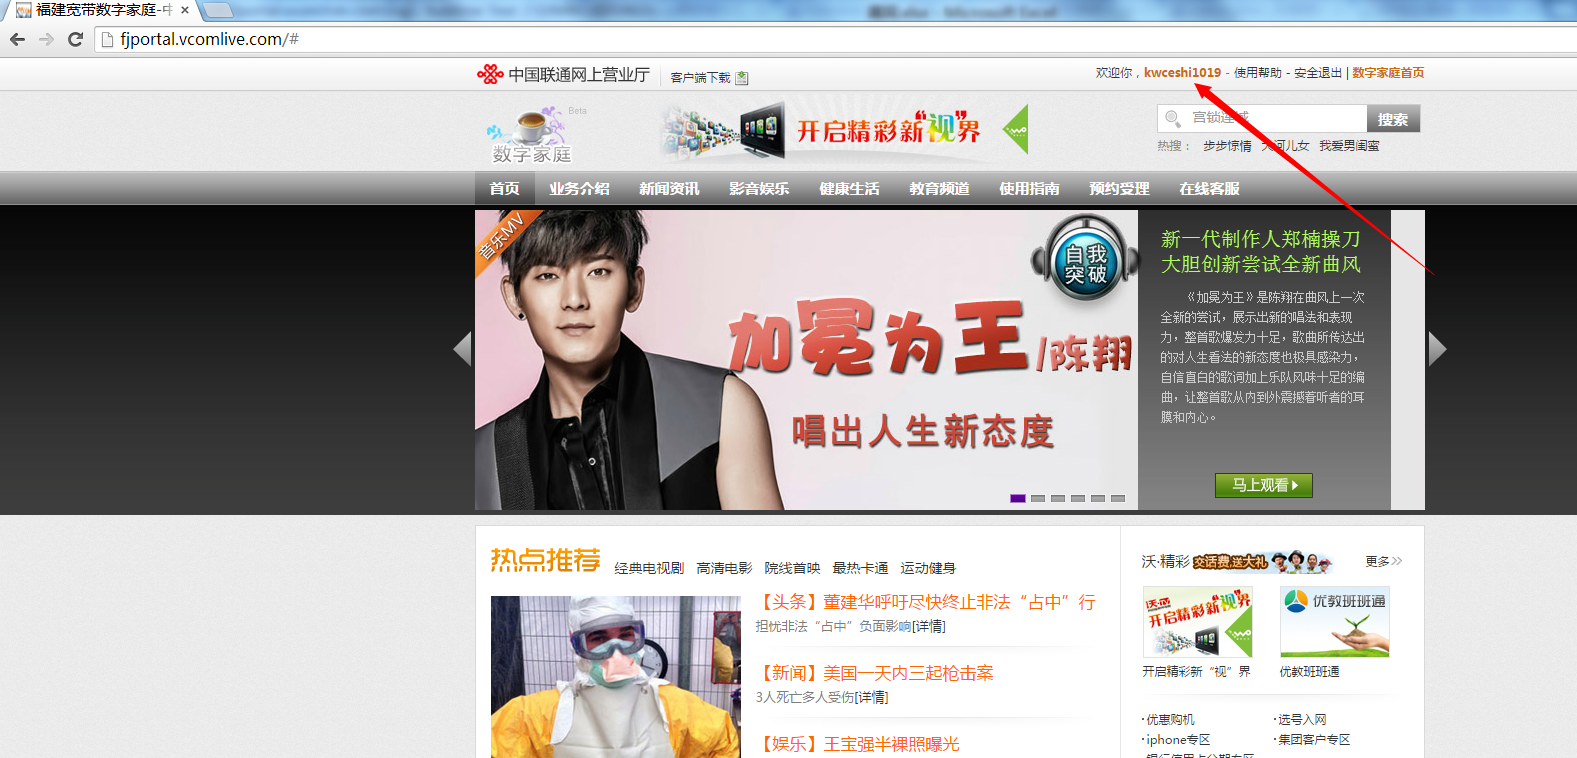 福建宽带数字家庭-中
fjportal.vcomlive.com/#
中国联通网上营业厅 客户端下载
欢迎你，kwceshi1019 - 使用帮助 - 安全退出 | 数字家庭首页
Beta
数字家庭
开启精彩新“视”界
宫锁连城 搜索
热搜： 步步惊情 大河儿女 我爱男闺蜜
首页 业务介绍 新闻资讯 影音娱乐 健康生活 教育频道 使用指南 预约受理 在线客服
音乐MV
自我
突破
加冕为王/陈翔
唱出人生新态度
新一代制作人郑楠操刀
大胆创新尝试全新曲风
《加冕为王》是陈翔在曲风上一次
全新的尝试，展示出新的唱法和表现
力，整首歌爆发力十足，歌曲所传达出
的对人生看法的新态度也极具感染力，
自信直白的歌词加上乐队风味十足的编
曲，让整首歌从内到外震撼着听者的耳
膜和内心。
马上观看
热点推荐 经典电视剧 高清电影 院线首映 最热卡通 运动健身
【头条】董建华呼吁尽快终止非法“占中”行
担忧非法“占中”负面影响[详情]
【新闻】美国一天内三起枪击案
3人死亡多人受伤[详情]
【娱乐】王宝强半裸照曝光
沃·精彩 交话费,送大礼 更多
开启精彩新“视”界
优教班班通
开启精彩新“视”界 优教班班通
·优惠购机 ·选号入网
·iphone专区 ·集团客户专区